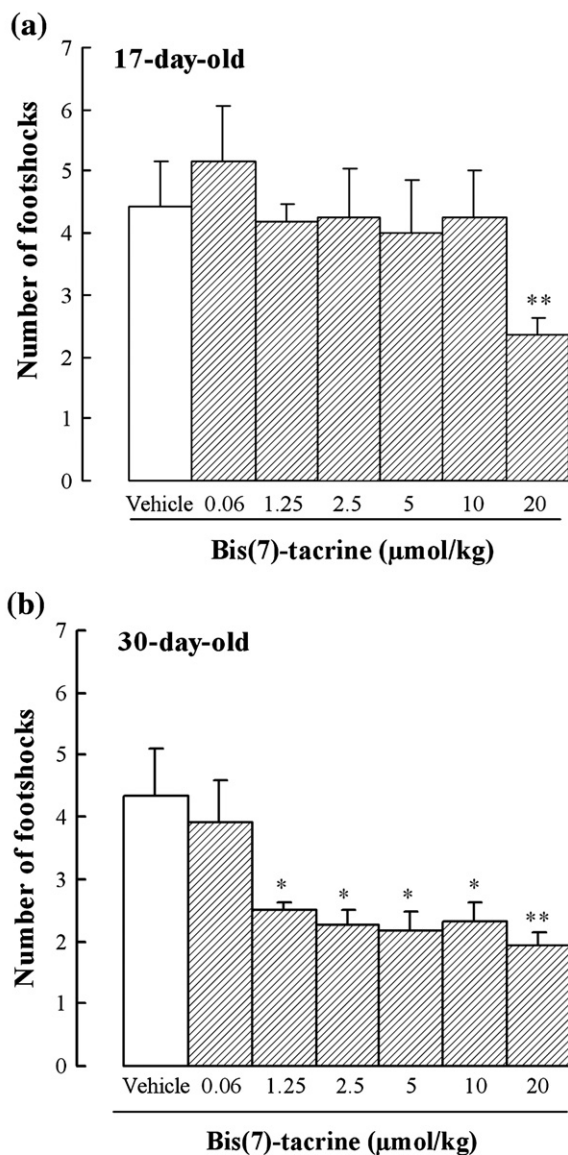 (a)
17-day-old
Number of footshocks
7
6
5
4
3
2
1
0
**
Vehicle 0.06 1.25 2.5 5 10 20
Bis(7)-tacrine (μmol/kg)
(b)
30-day-old
Number of footshocks
7
6
5
4
3
2
1
0
* * * * **
Vehicle 0.06 1.25 2.5 5 10 20
Bis(7)-tacrine (μmol/kg)